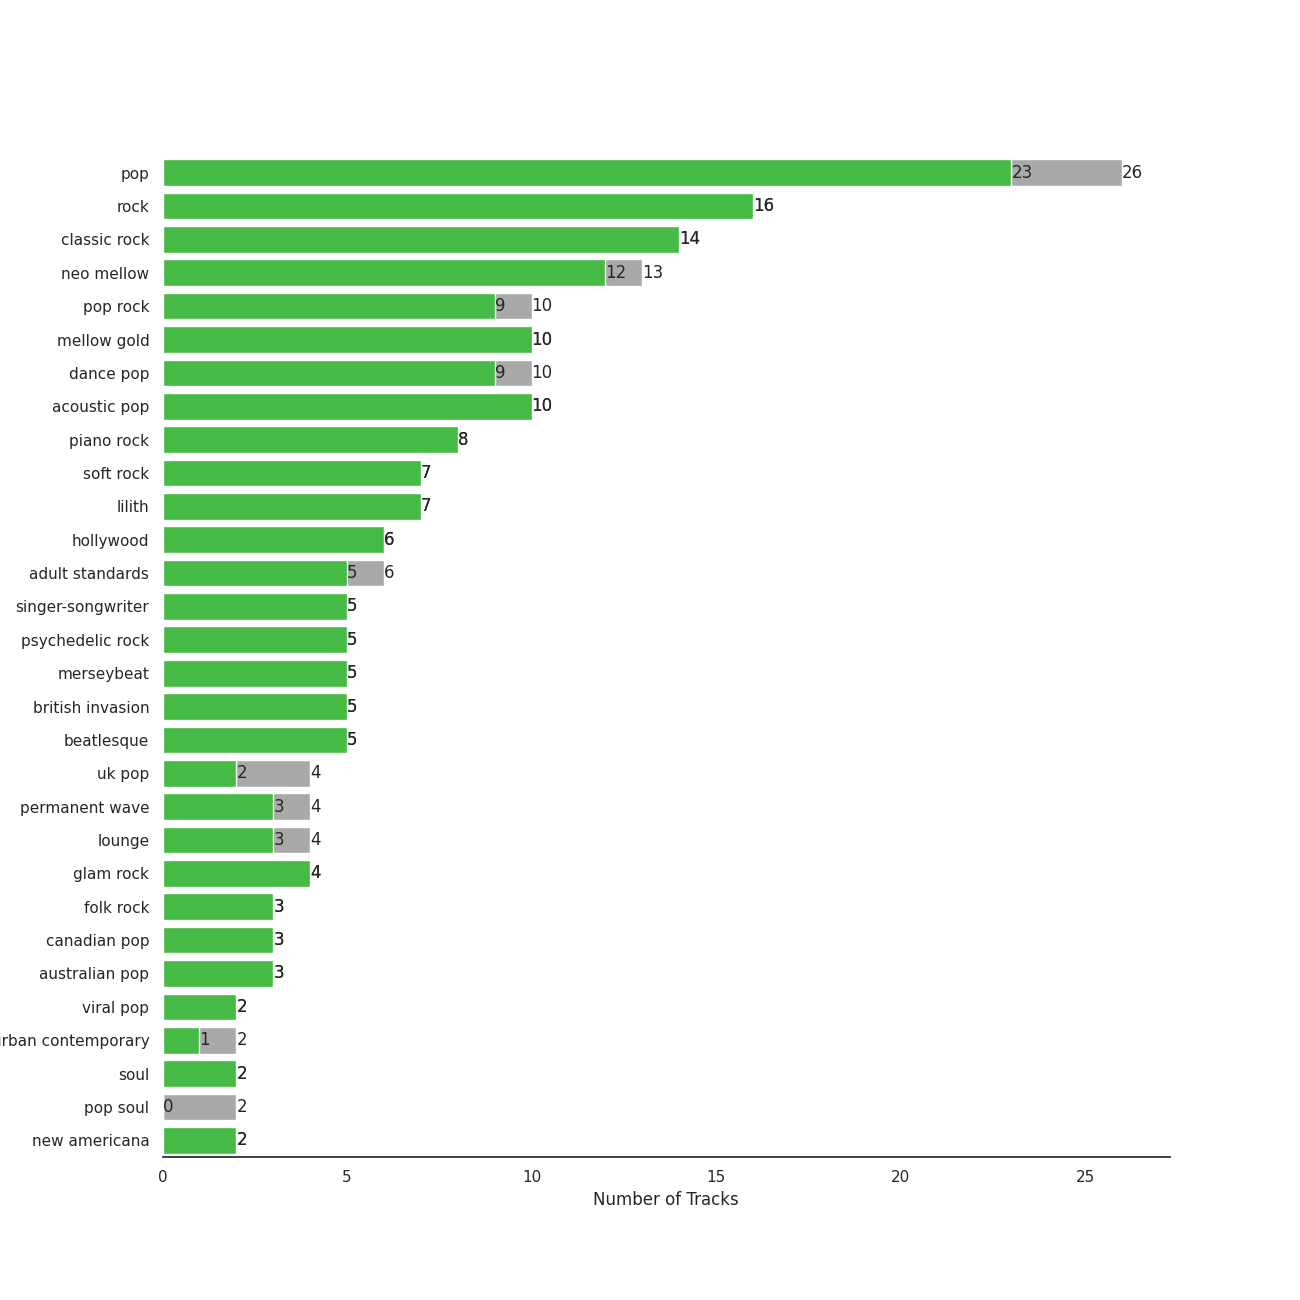 pop 23 26
rock 16
classic rock 14
neo mellow 12 13
pop rock 9 10
mellow gold 10
dance pop 9 10
acoustic pop 10
piano rock 8
soft rock 7
lilith 7
hollywood 6
adult standards 5 6
singer-songwriter 5
psychedelic rock 5
merseybeat 5
british invasion 5
beatlesque 5
uk pop 2 4
permanent wave 3 4
lounge 3 4
glam rock 4
folk rock 3
canadian pop 3
australian pop 3
viral pop 2
rban contemporary 1 2
soul 2
pop soul 0 2
new americana 2
0 5 10 15 20 25
Number of Tracks